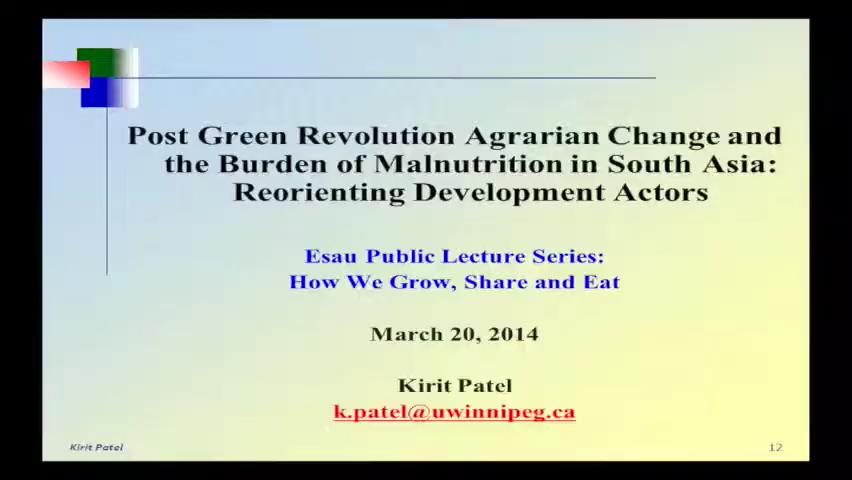 Post Green Revolution Agrarian Change and
the Burden of Malnutrition in South Asia:
Reorienting Development Actors
Esau Public Lecture Series:
How We Grow, Share and Eat
March 20, 2014
Kirit Patel
k.patel@uwinnipeg.ca
Kirit Patel
12